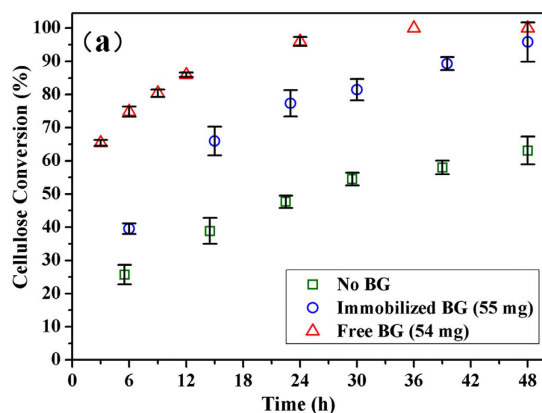 (a)
Cellulose Conversion (%)
100
90
80
70
60
50
40
30
20
10
0
No BG
Immobilized BG (55 mg)
Free BG (54 mg)
0 6 12 18 24 30 36 42 48
Time (h)